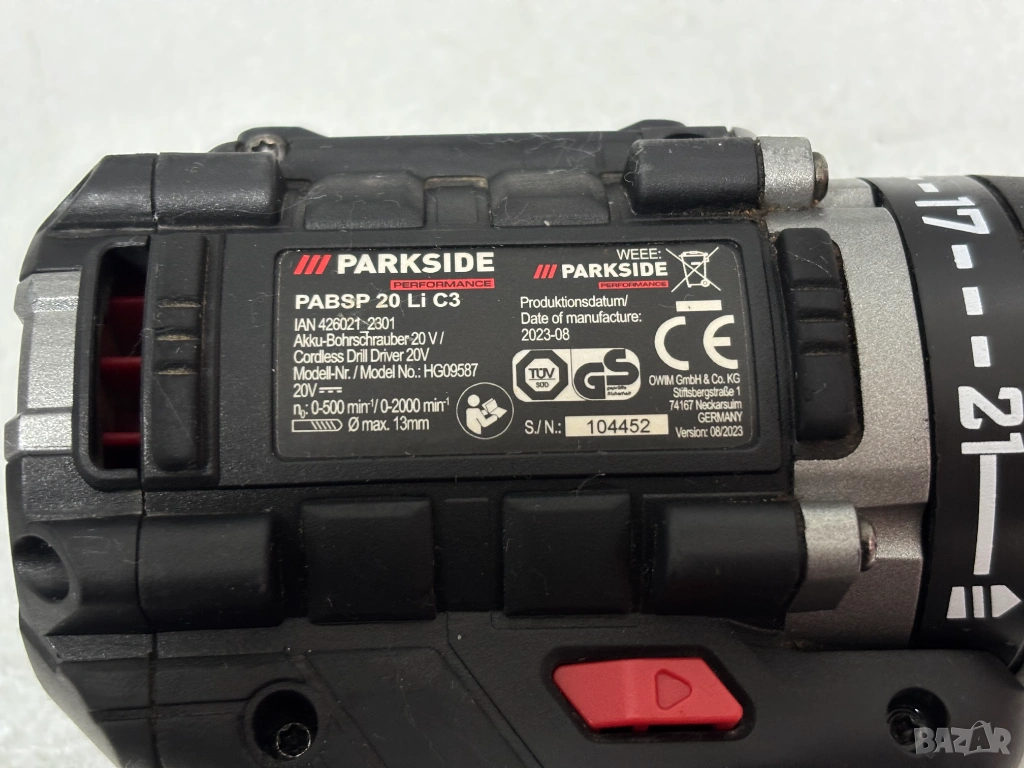 PARKSIDE
PERFORMANCE
PABSP 20 Li C3
IAN 426021_2301
Akku-Bohrschrauber 20 V /
Cordless Drill Driver 20V
Modell-Nr. / Model No.: HG09587
20V
n₀: 0-500 min⁻¹/ 0-2000 min⁻¹
Ø max. 13mm
WEEE:
PARKSIDE
PERFORMANCE
Produktionsdatum/
Date of manufacture:
2023-08
CE
TÜV
SÜD
GS
geprüfte
Sicherheit
S./ N.: 104452
OWIM GmbH & Co. KG
Stiftsbergstraße 1
74167 Neckarsulm
GERMANY
Version: 08/2023
17
21
BAZAR